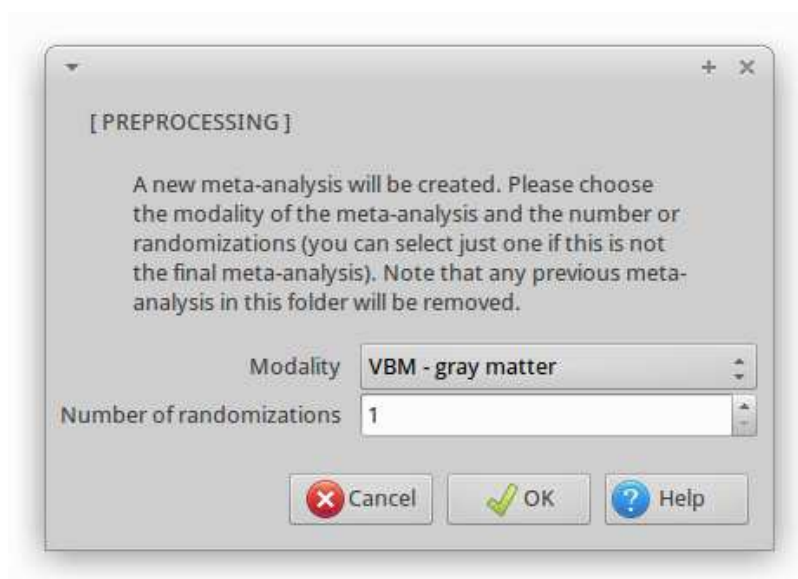 [ PREPROCESSING ]
A new meta-analysis will be created. Please choose
the modality of the meta-analysis and the number or
randomizations (you can select just one if this is not
the final meta-analysis). Note that any previous meta-
analysis in this folder will be removed.
Modality VBM - gray matter
Number of randomizations 1
Cancel OK Help